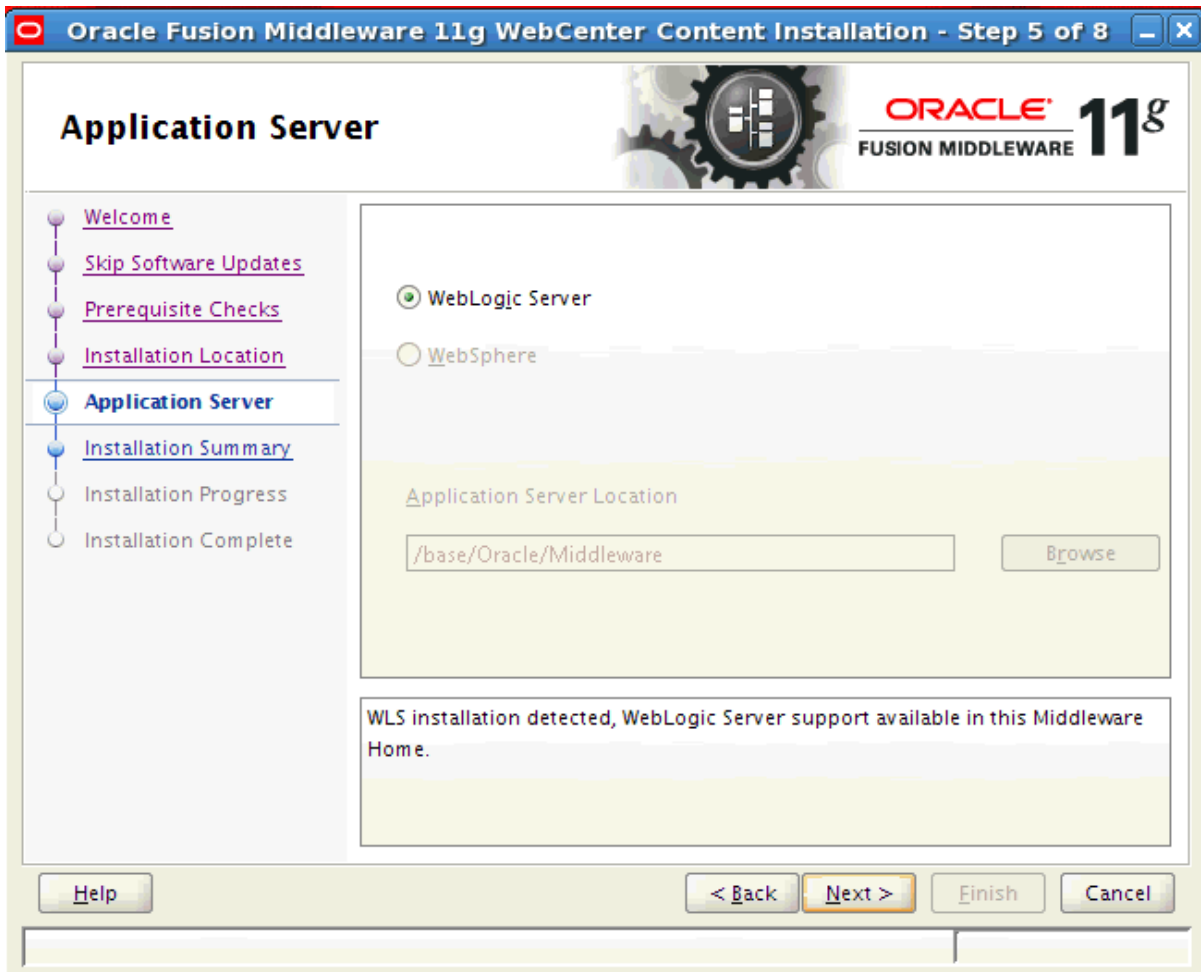 Oracle Fusion Middleware 11g WebCenter Content Installation - Step 5 of 8
Application Server
ORACLE
FUSION MIDDLEWARE
11g
Welcome
Skip Software Updates
Prerequisite Checks
Installation Location
Application Server
Installation Summary
Installation Progress
Installation Complete
WebLogic Server
WebSphere
Application Server Location
/base/Oracle/Middleware
Browse
WLS installation detected, WebLogic Server support available in this Middleware
Home.
Help
< Back
Next >
Finish
Cancel